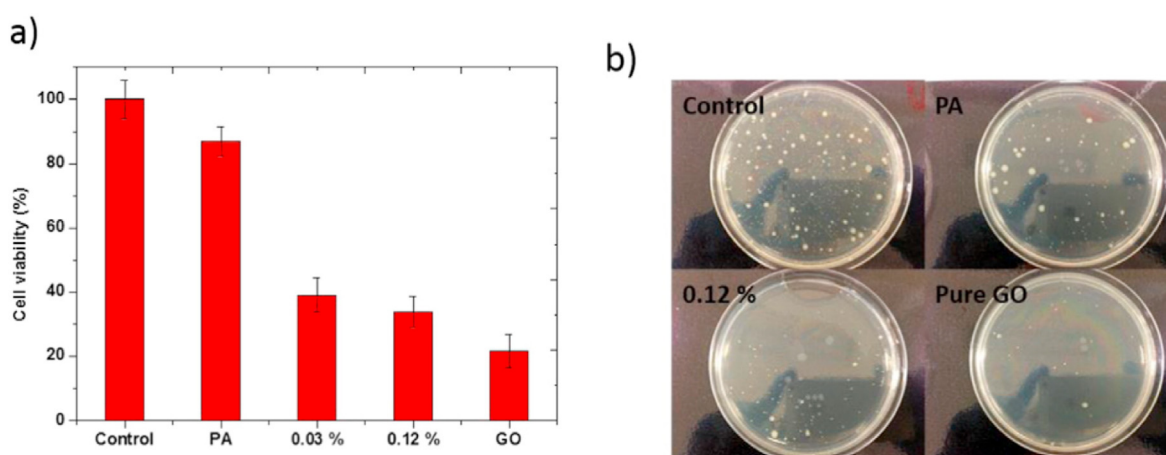 a)
Cell viability (%)
100
80
60
40
20
0
Control PA 0.03 % 0.12 % GO
b)
Control PA
0.12 % Pure GO